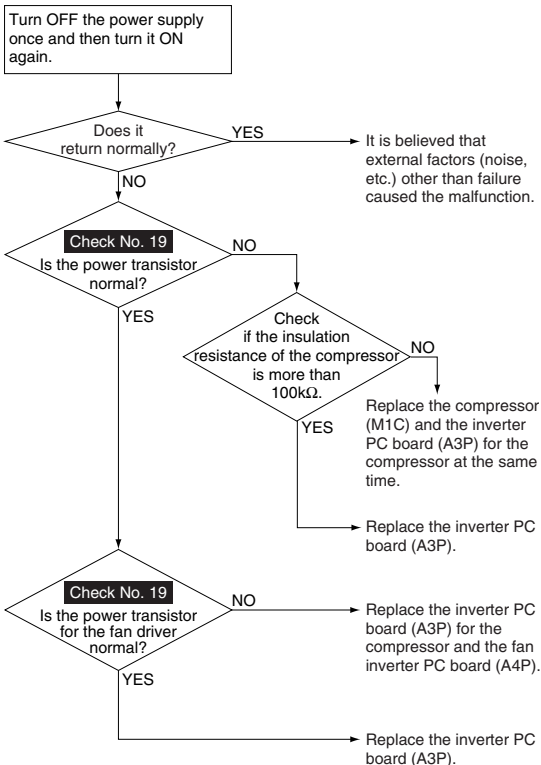 Turn OFF the power supply
once and then turn it ON
again.
Does it
return normally?
YES
It is believed that
external factors (noise,
etc.) other than failure
caused the malfunction.
NO
Check No. 19
Is the power transistor
normal?
NO
YES
Check
if the insulation
resistance of the compressor
is more than
100kΩ.
NO
Replace the compressor
(M1C) and the inverter
PC board (A3P) for the
compressor at the same
time.
YES
Replace the inverter PC
board (A3P).
Check No. 19
Is the power transistor
for the fan driver
normal?
NO
Replace the inverter PC
board (A3P) for the
compressor and the fan
inverter PC board (A4P).
YES
Replace the inverter PC
board (A3P).